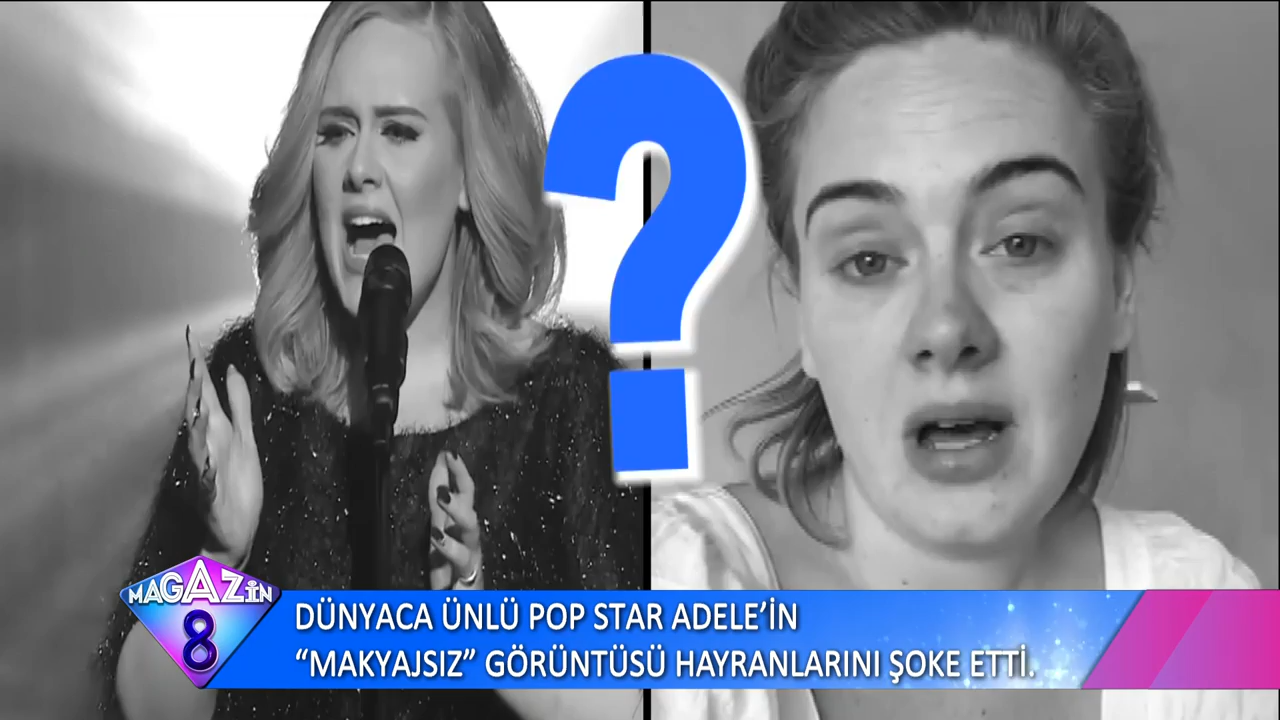 ?
MAGAZİN
8
DÜNYACA ÜNLÜ POP STAR ADELE’İN
“MAKYAJSIZ” GÖRÜNTÜSÜ HAYRANLARINI ŞOKE ETTİ.